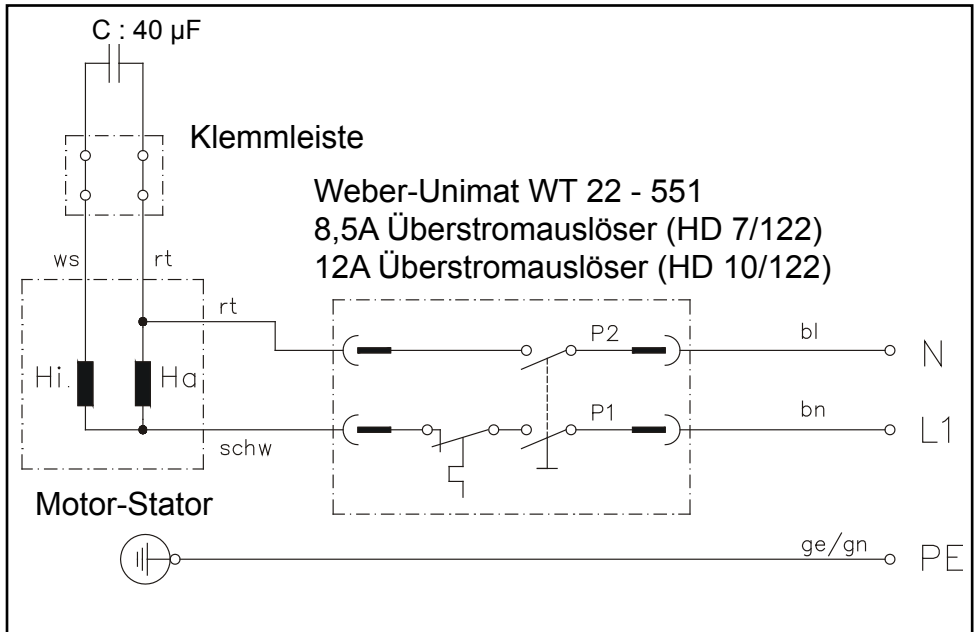 C : 40 µF
Klemmleiste
Weber-Unimat WT 22 - 551
8,5A Überstromauslöser (HD 7/122)
12A Überstromauslöser (HD 10/122)
ws
rt
rt
P2
bl
N
Hi.
Ha
P1
bn
L1
schw
Motor-Stator
ge/gn
PE